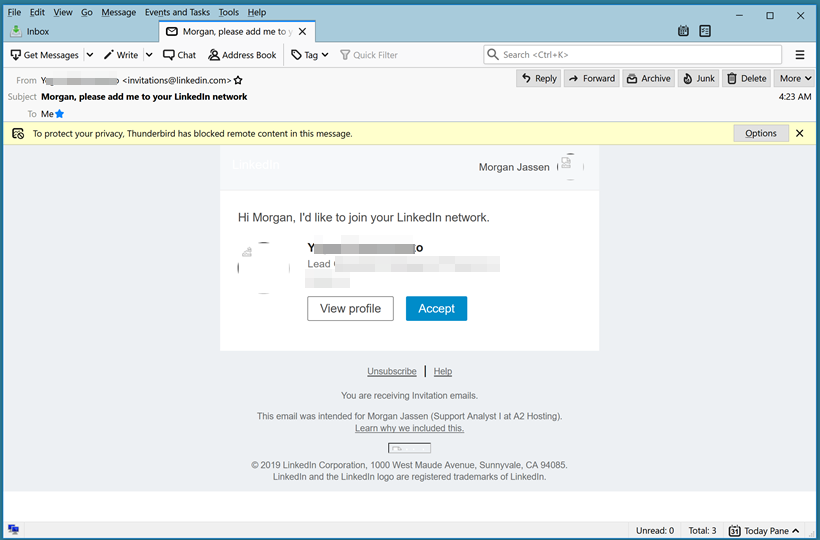 File Edit View Go Message Events and Tasks Tools Help
Inbox
Morgan, please add me to y
Get Messages Write Chat Address Book Tag Quick Filter
Search <Ctrl+K>
From <invitations@linkedin.com>
Reply Forward Archive Junk Delete More
Subject Morgan, please add me to your LinkedIn network
4:23 AM
To Me
To protect your privacy, Thunderbird has blocked remote content in this message.
Options
LinkedIn
Morgan Jassen
Hi Morgan, I'd like to join your LinkedIn network.
Lead
View profile Accept
Unsubscribe | Help
You are receiving Invitation emails.
This email was intended for Morgan Jassen (Support Analyst I at A2 Hosting).
Learn why we included this.
© 2019 LinkedIn Corporation, 1000 West Maude Avenue, Sunnyvale, CA 94085.
LinkedIn and the LinkedIn logo are registered trademarks of LinkedIn.
Unread: 0 Total: 3 31 Today Pane